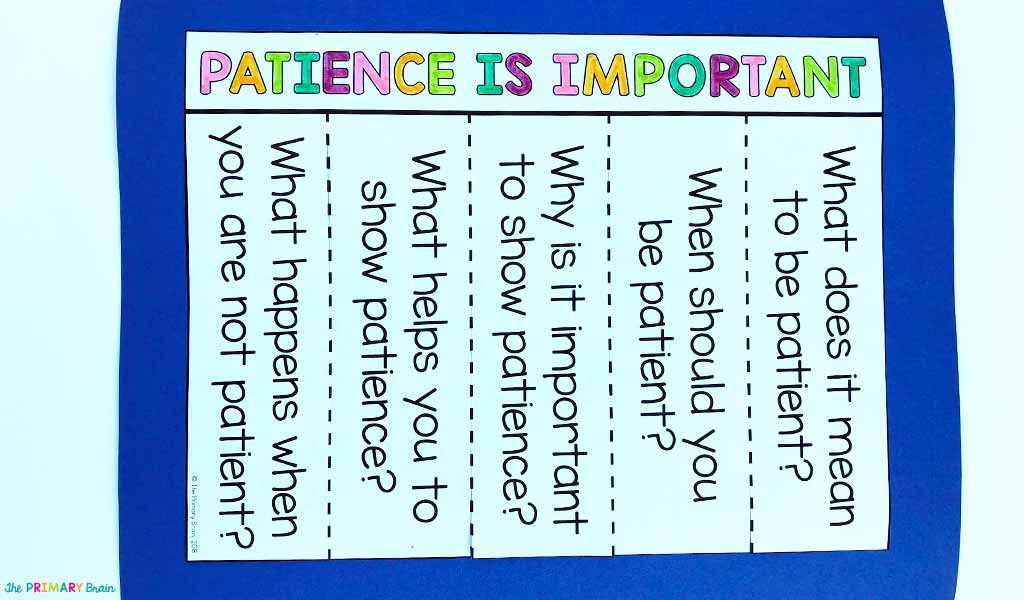 PATIENCE IS IMPORTANT
What does it mean
to be patient?
When should you
be patient?
Why is it important
to show patience?
What helps you to
show patience?
What happens when
you are not patient?
© The Primary Brain, 2018
The PRIMARY Brain